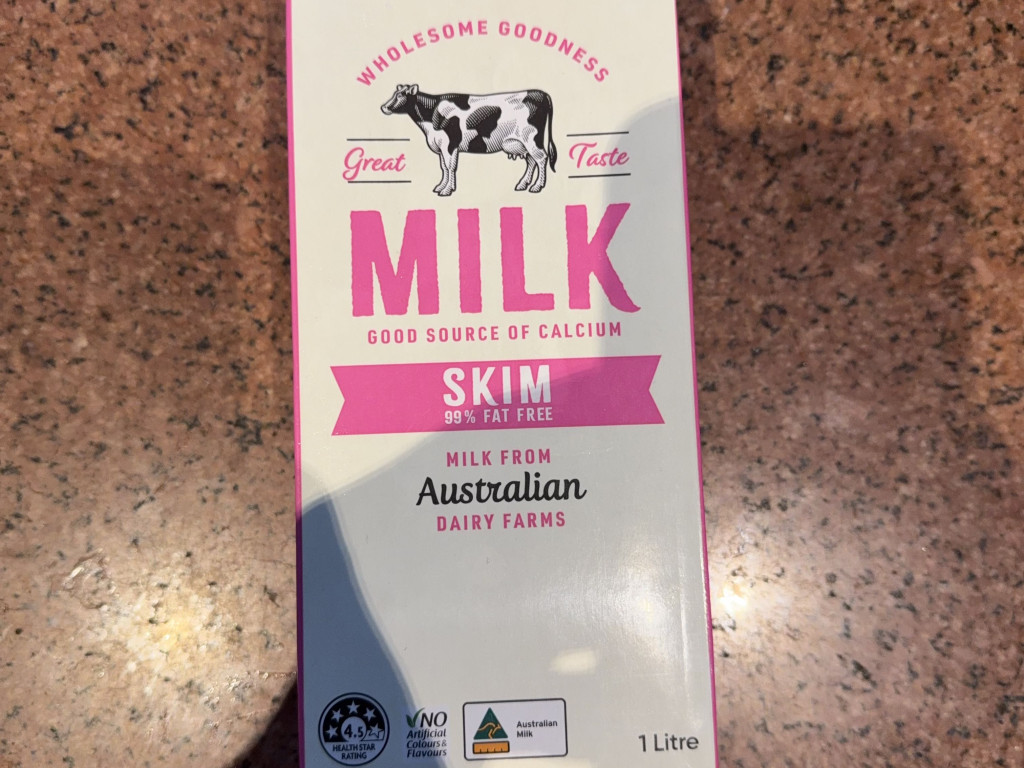 WHOLESOME GOODNESS
Great Taste
MILK
GOOD SOURCE OF CALCIUM
SKIM
99% FAT FREE
MILK FROM
Australian
DAIRY FARMS
4.5
HEALTH STAR
RATING
NO
Artificial
Colours &
Flavours
Australian
Milk
1 Litre